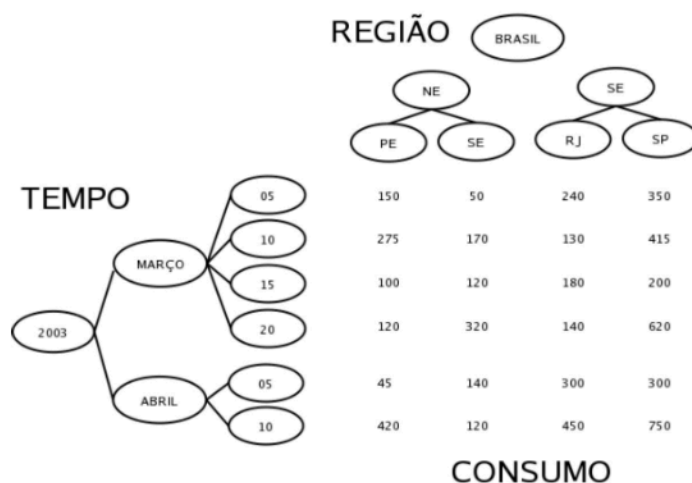 REGIÃO BRASIL
NE SE
PE SE RJ SP
TEMPO
05 150 50 240 350
10 275 170 130 415
MARÇO
15 100 120 180 200
2003
20 120 320 140 620
05 45 140 300 300
ABRIL
10 420 120 450 750
CONSUMO